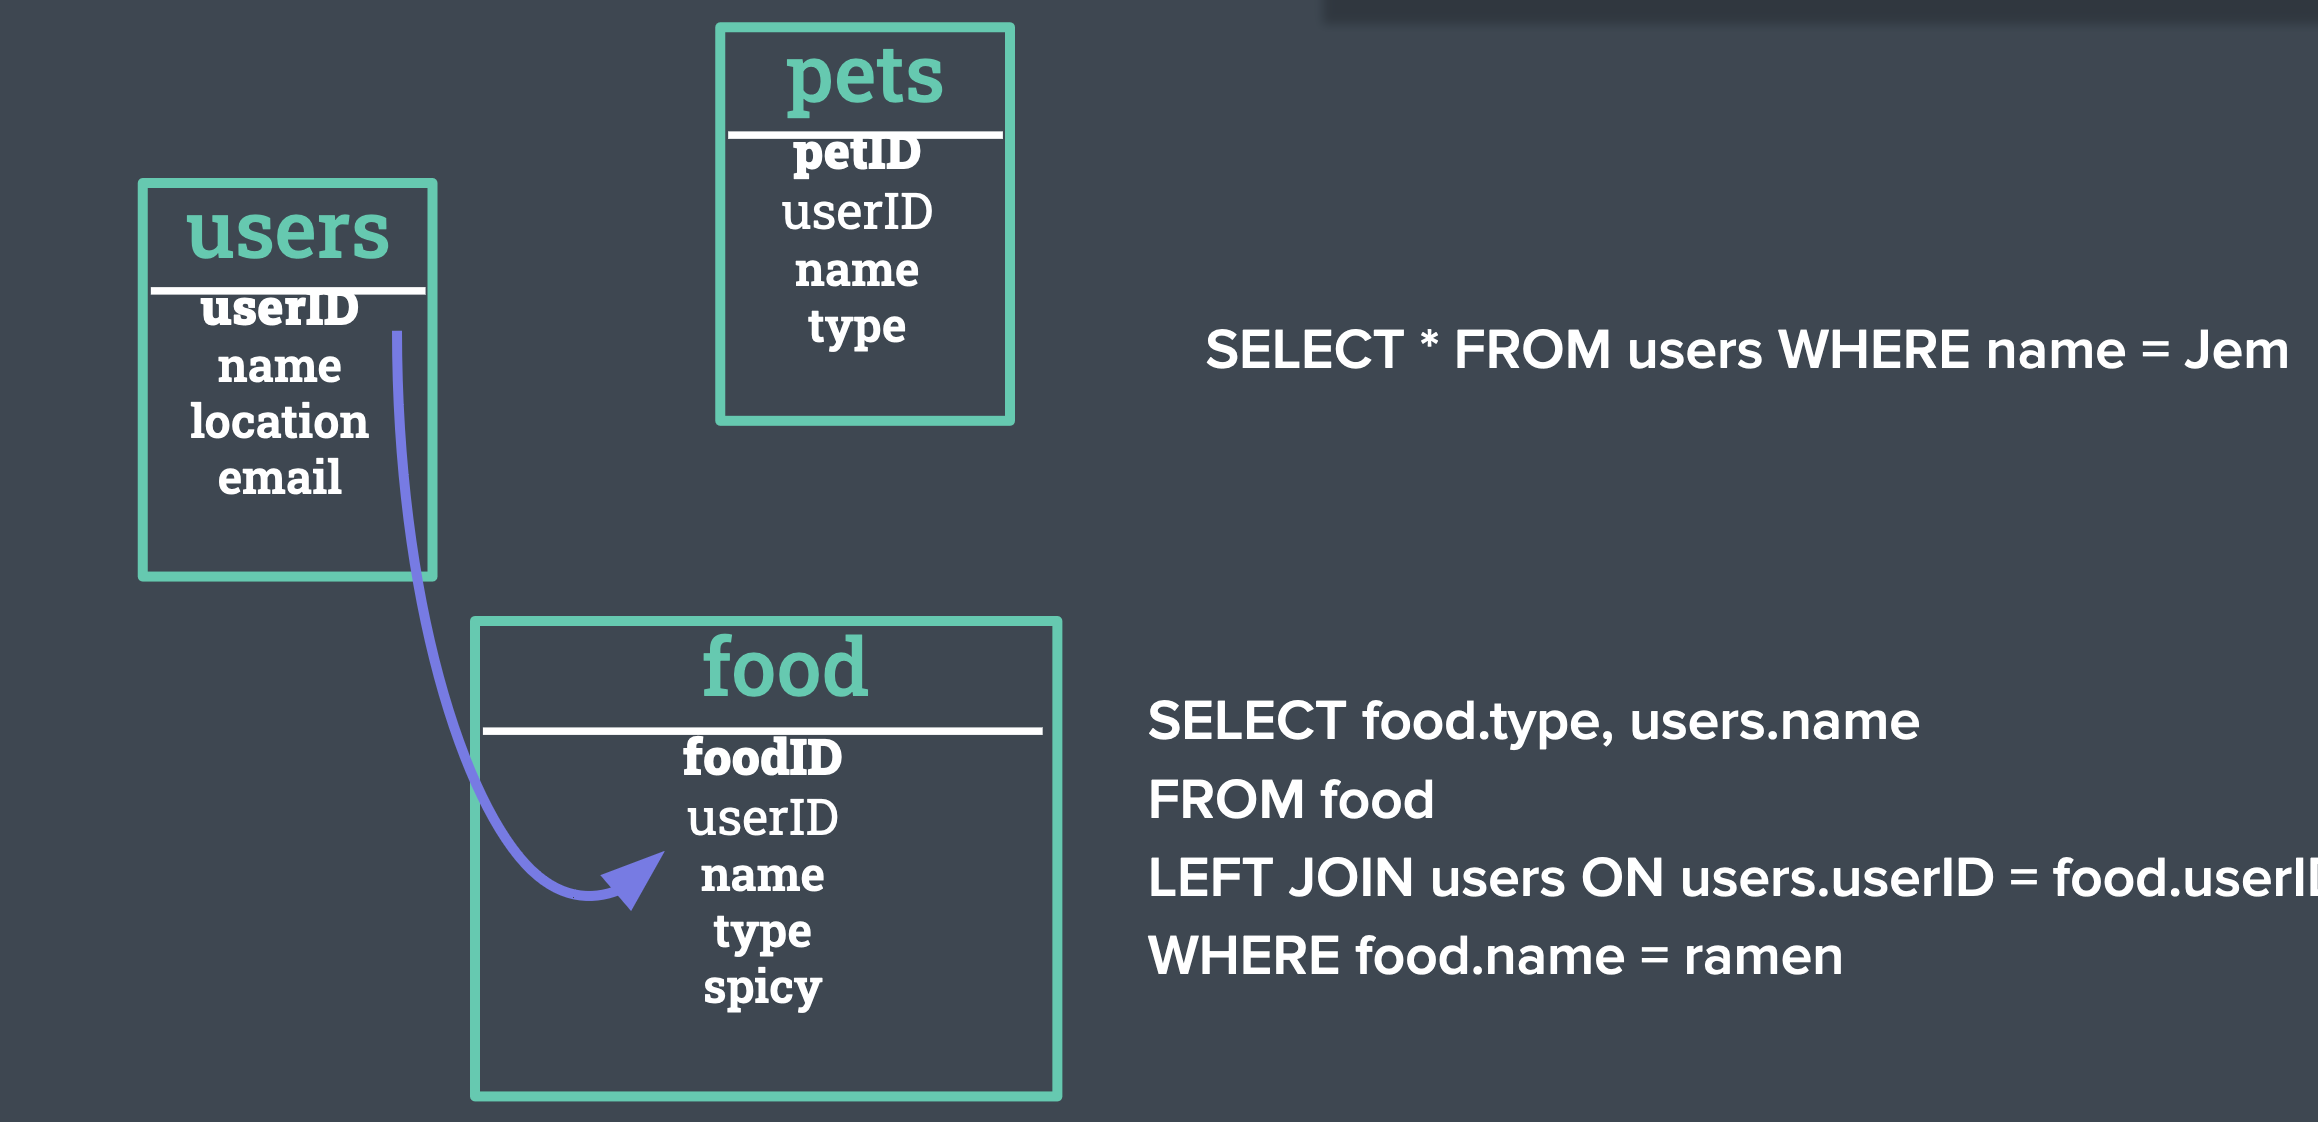 pets
petID
userID
name
type
users
userID
name
location
email
SELECT * FROM users WHERE name = Jem
food
foodID
userID
name
type
spicy
SELECT food.type, users.name
FROM food
LEFT JOIN users ON users.userID = food.userID
WHERE food.name = ramen